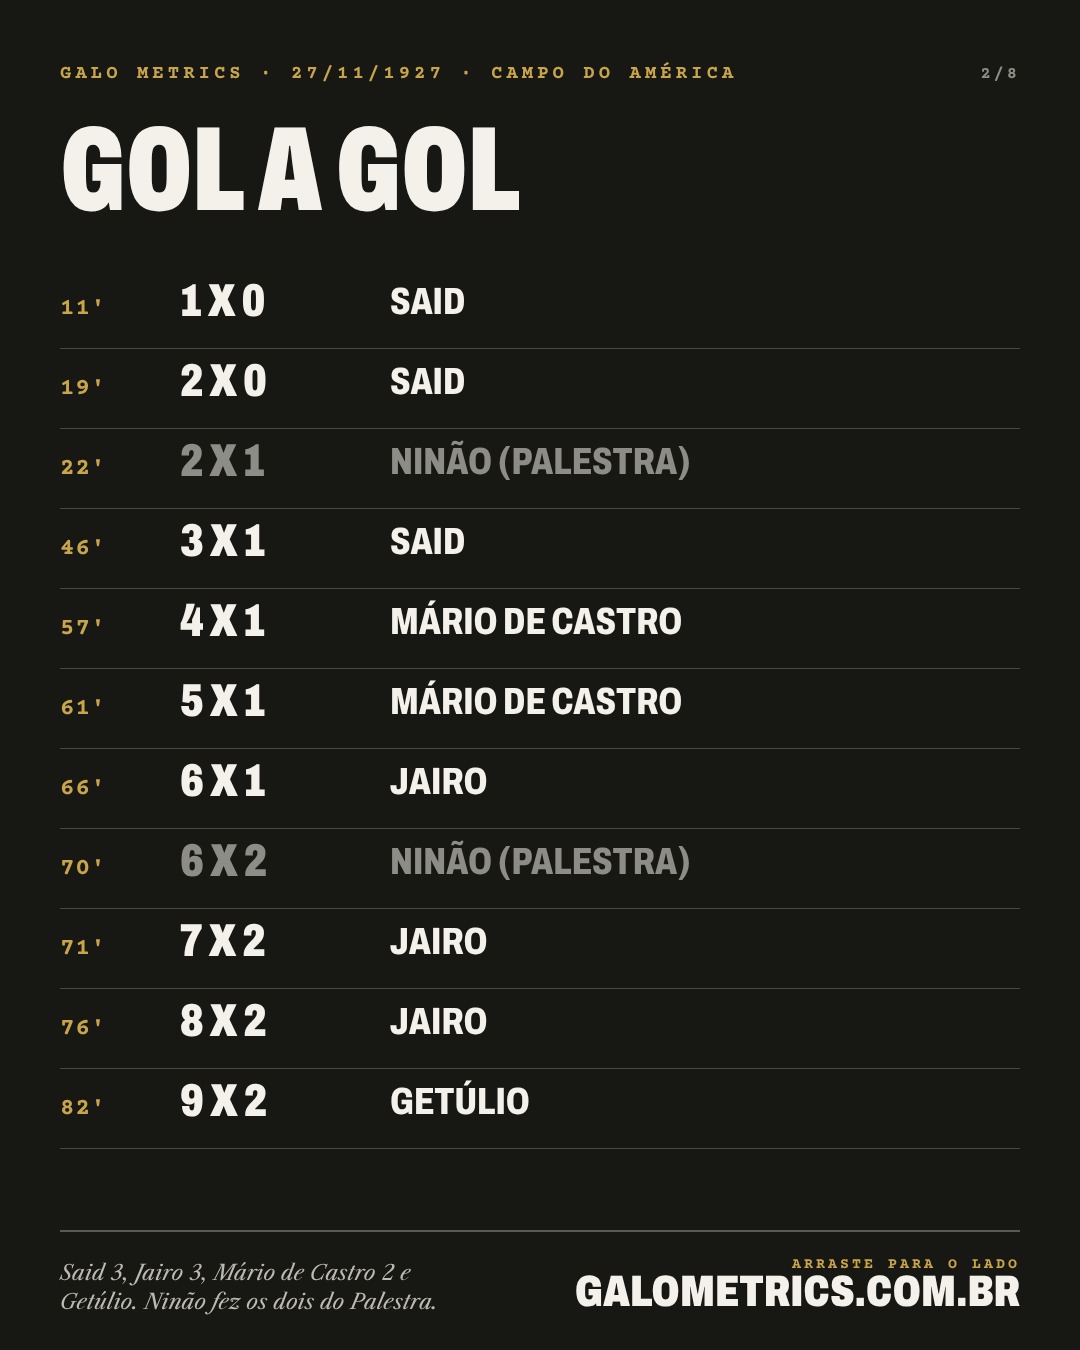 GALO METRICS · 27/11/1927 · CAMPO DO AMÉRICA 2/8
GOL A GOL
11' 1 X 0 SAID
19' 2 X 0 SAID
22' 2 X 1 NINÃO (PALESTRA)
46' 3 X 1 SAID
57' 4 X 1 MÁRIO DE CASTRO
61' 5 X 1 MÁRIO DE CASTRO
66' 6 X 1 JAIRO
70' 6 X 2 NINÃO (PALESTRA)
71' 7 X 2 JAIRO
76' 8 X 2 JAIRO
82' 9 X 2 GETÚLIO
Said 3, Jairo 3, Mário de Castro 2 e
Getúlio. Ninão fez os dois do Palestra.
ARRASTE PARA O LADO
GALOMETRICS.COM.BR